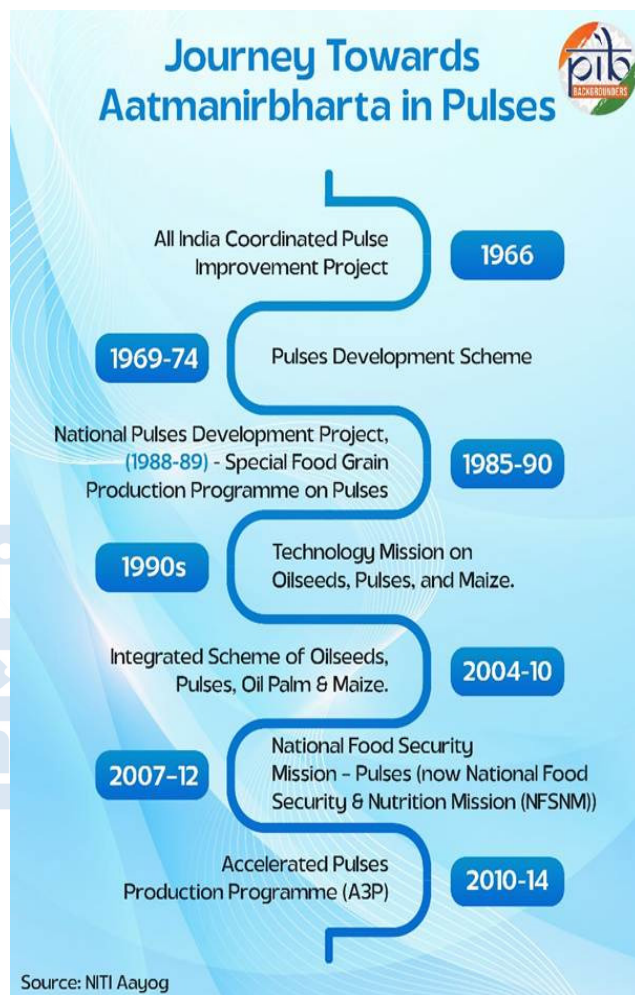 Journey Towards
Aatmanirbharta in Pulses
pib
BACKGROUNDERS
All India Coordinated Pulse
Improvement Project
1966
1969-74
Pulses Development Scheme
National Pulses Development Project,
(1988-89) - Special Food Grain
Production Programme on Pulses
1985-90
1990s
Technology Mission on
Oilseeds, Pulses, and Maize.
Integrated Scheme of Oilseeds,
Pulses, Oil Palm & Maize.
2004-10
2007-12
National Food Security
Mission - Pulses (now National Food
Security & Nutrition Mission (NFSNM))
Accelerated Pulses
Production Programme (A3P)
2010-14
Source: NITI Aayog